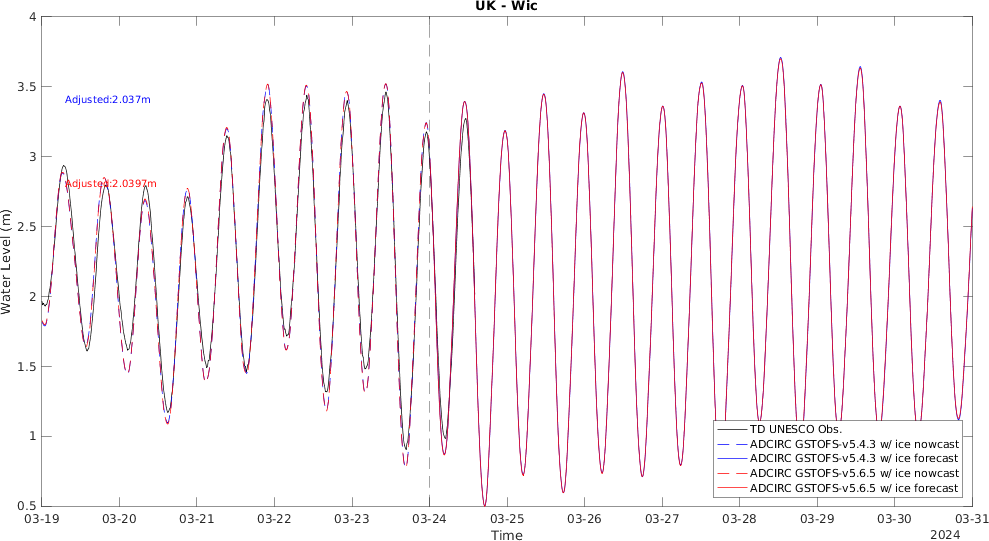 UK - Wic
4
3.5
3
2.5
2
1.5
1
0.5
Water Level (m)
Adjusted:2.037m
Adjusted:2.0397m
TD UNESCO Obs.
ADCIRC GSTOFS-v5.4.3 w/ ice nowcast
ADCIRC GSTOFS-v5.4.3 w/ ice forecast
ADCIRC GSTOFS-v5.6.5 w/ ice nowcast
ADCIRC GSTOFS-v5.6.5 w/ ice forecast
03-19 03-20 03-21 03-22 03-23 03-24 03-25 03-26 03-27 03-28 03-29 03-30 03-31
Time
2024